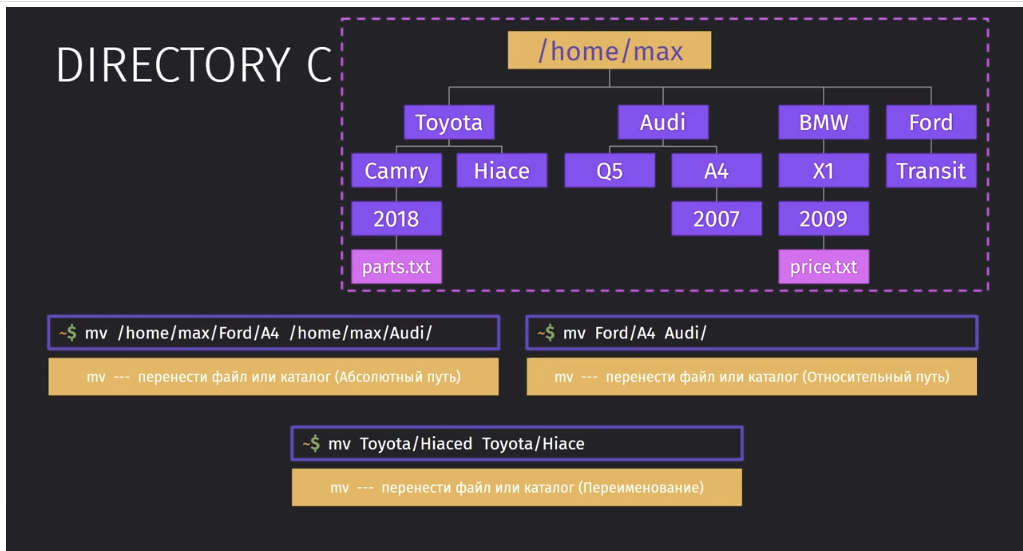 DIRECTORY C
/home/max
Toyota Audi BMW Ford
Camry Hiace Q5 A4 X1 Transit
2018 2007 2009
parts.txt price.txt
~$ mv /home/max/Ford/A4 /home/max/Audi/
~$ mv Ford/A4 Audi/
mv --- перенести файл или каталог (Абсолютный путь)
mv --- перенести файл или каталог (Относительный путь)
~$ mv Toyota/Hiaced Toyota/Hiace
mv --- перенести файл или каталог (Переименование)